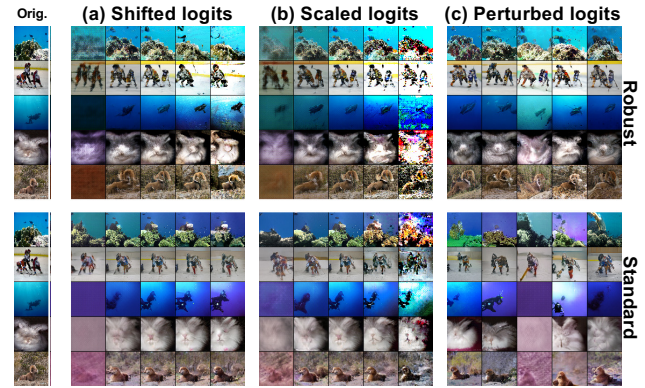 Orig.
(a) Shifted logits
(b) Scaled logits
(c) Perturbed logits
Robust
Standard